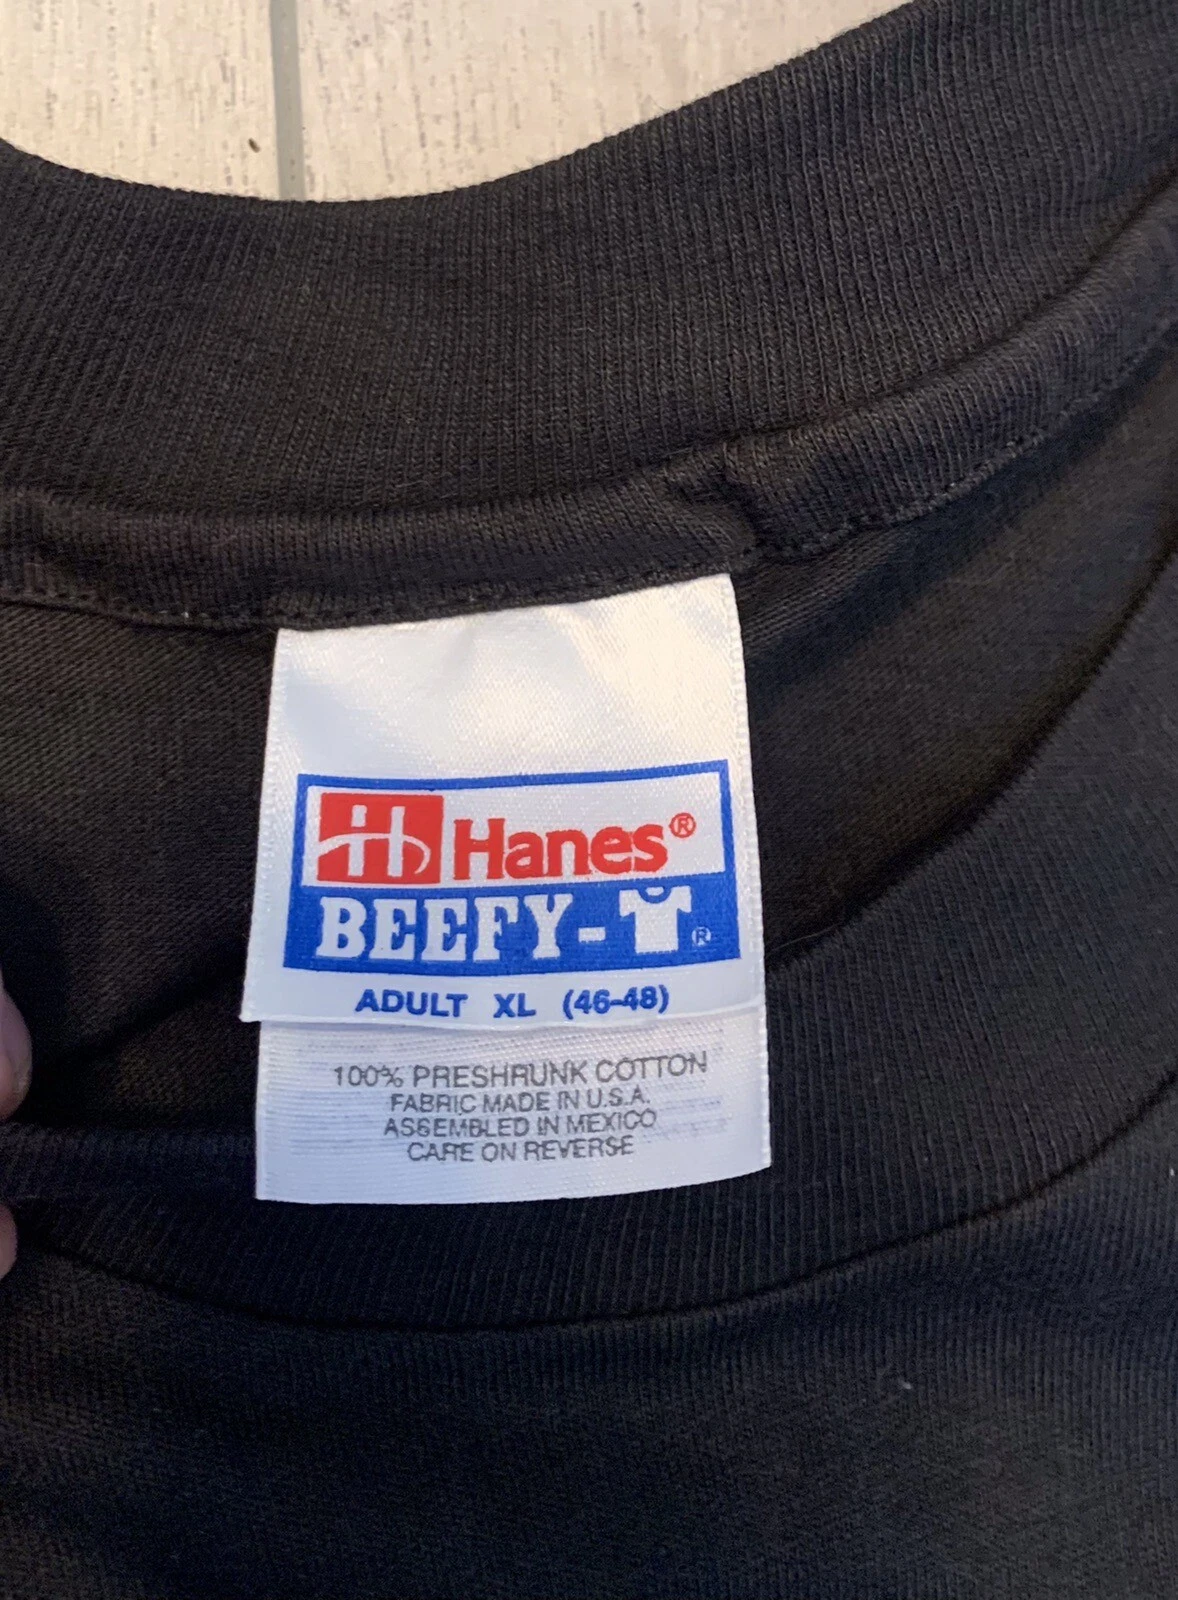 Hanes®
BEEFY-T®
ADULT XL (46-48)
100% PRESHRUNK COTTON
FABRIC MADE IN U.S.A.
ASSEMBLED IN MEXICO
CARE ON REVERSE